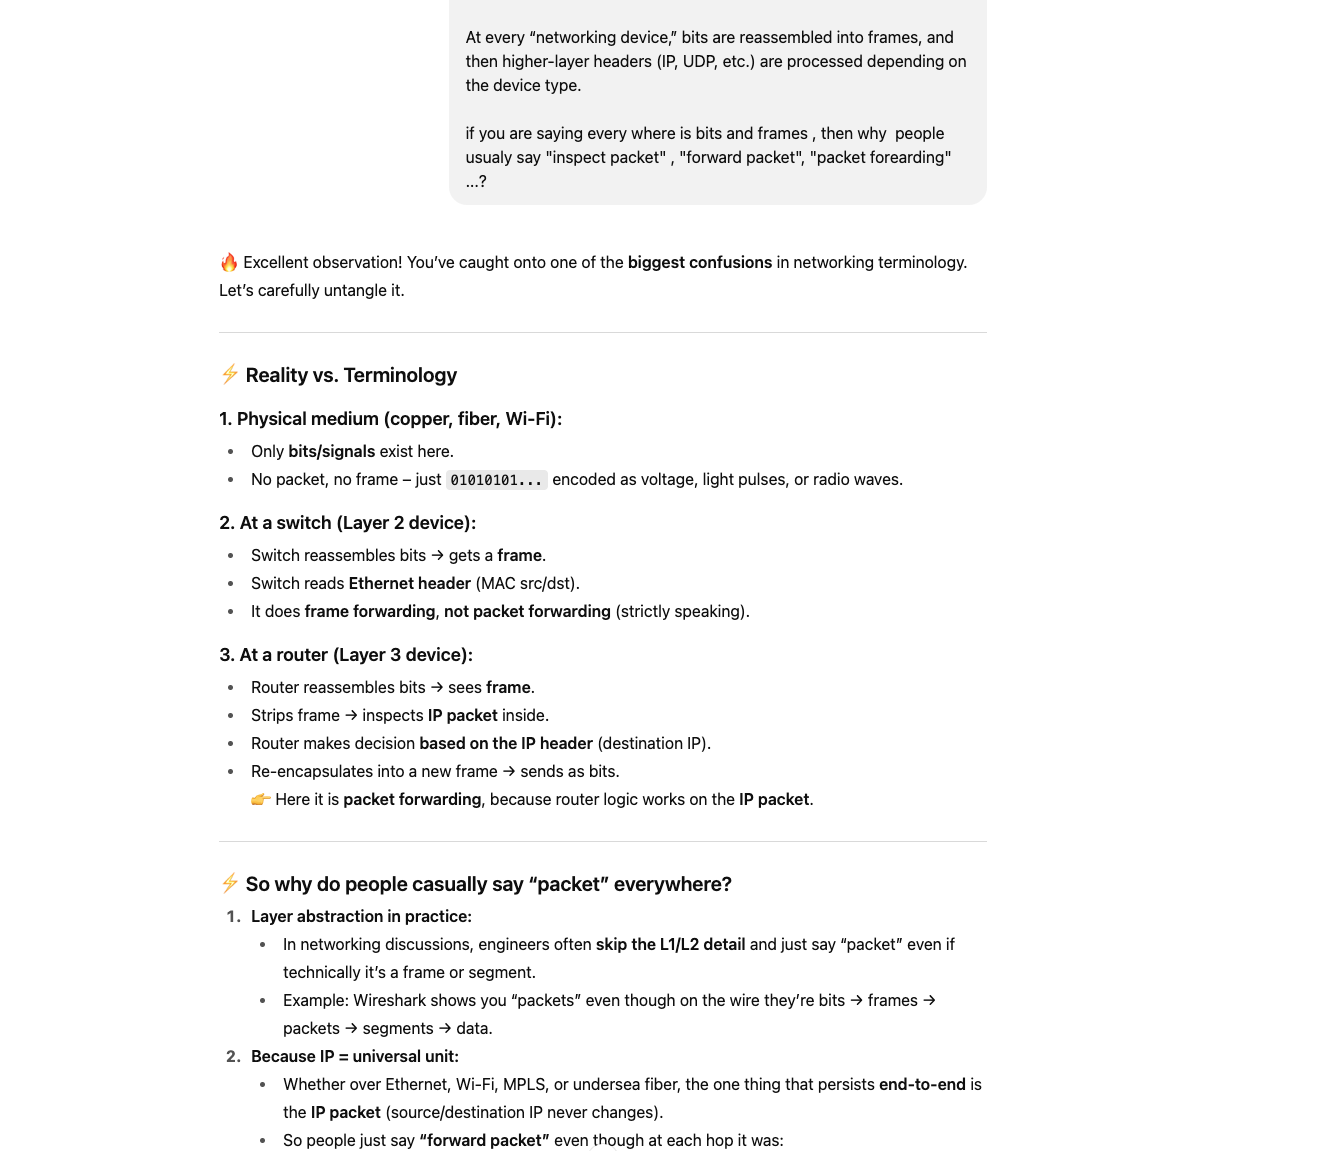 At every “networking device,” bits are reassembled into frames, and
then higher-layer headers (IP, UDP, etc.) are processed depending on
the device type.
if you are saying every where is bits and frames , then why  people
usualy say "inspect packet" , "forward packet", "packet forearding"
...?
🔥 Excellent observation! You’ve caught onto one of the biggest confusions in networking terminology.
Let’s carefully untangle it.
⚡ Reality vs. Terminology
1. Physical medium (copper, fiber, Wi-Fi):
• Only bits/signals exist here.
• No packet, no frame – just 01010101... encoded as voltage, light pulses, or radio waves.
2. At a switch (Layer 2 device):
• Switch reassembles bits → gets a frame.
• Switch reads Ethernet header (MAC src/dst).
• It does frame forwarding, not packet forwarding (strictly speaking).
3. At a router (Layer 3 device):
• Router reassembles bits → sees frame.
• Strips frame → inspects IP packet inside.
• Router makes decision based on the IP header (destination IP).
• Re-encapsulates into a new frame → sends as bits.
👉 Here it is packet forwarding, because router logic works on the IP packet.
⚡ So why do people casually say “packet” everywhere?
1. Layer abstraction in practice:
• In networking discussions, engineers often skip the L1/L2 detail and just say “packet” even if
technically it’s a frame or segment.
• Example: Wireshark shows you “packets” even though on the wire they’re bits → frames →
packets → segments → data.
2. Because IP = universal unit:
• Whether over Ethernet, Wi-Fi, MPLS, or undersea fiber, the one thing that persists end-to-end is
the IP packet (source/destination IP never changes).
• So people just say “forward packet” even though at each hop it was: